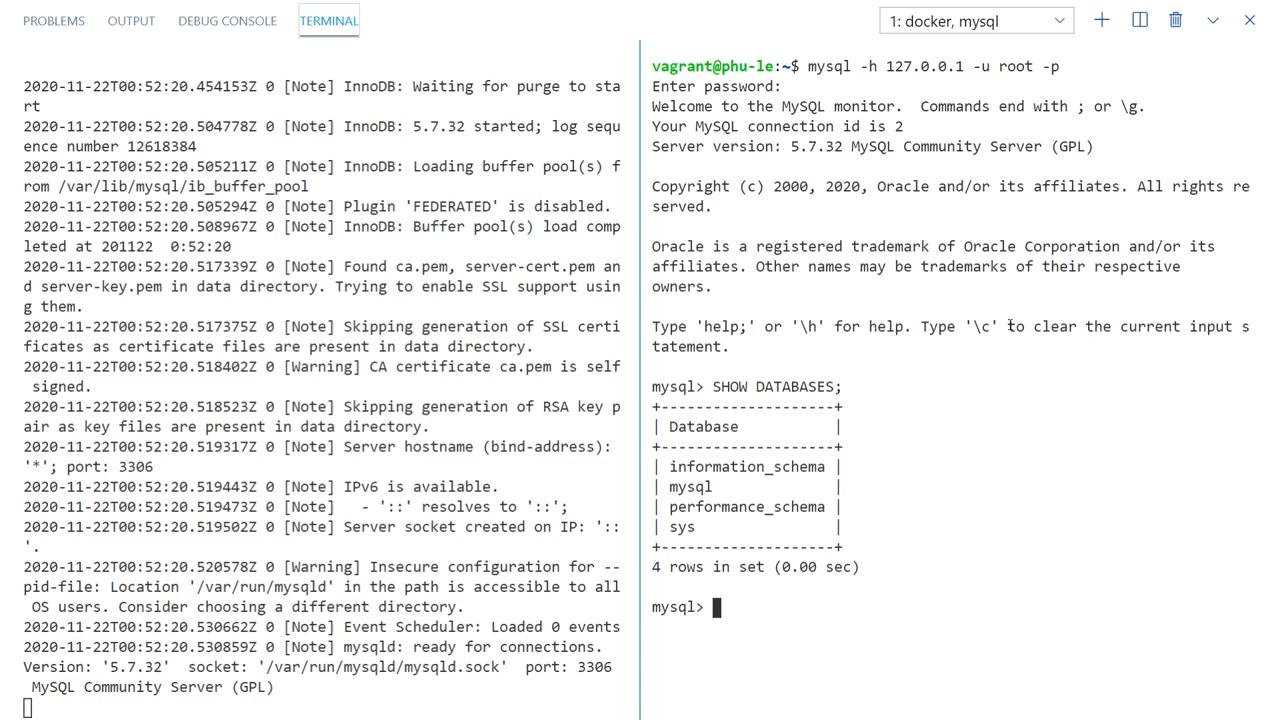 PROBLEMS OUTPUT DEBUG CONSOLE TERMINAL 1: docker, mysql
2020-11-22T00:52:20.454153Z 0 [Note] InnoDB: Waiting for purge to sta
rt
2020-11-22T00:52:20.504778Z 0 [Note] InnoDB: 5.7.32 started; log sequ
ence number 12618384
2020-11-22T00:52:20.505211Z 0 [Note] InnoDB: Loading buffer pool(s) f
rom /var/lib/mysql/ib_buffer_pool
2020-11-22T00:52:20.505294Z 0 [Note] Plugin 'FEDERATED' is disabled.
2020-11-22T00:52:20.508967Z 0 [Note] InnoDB: Buffer pool(s) load comp
leted at 201122  0:52:20
2020-11-22T00:52:20.517339Z 0 [Note] Found ca.pem, server-cert.pem an
d server-key.pem in data directory. Trying to enable SSL support usin
g them.
2020-11-22T00:52:20.517375Z 0 [Note] Skipping generation of SSL certi
ficates as certificate files are present in data directory.
2020-11-22T00:52:20.518402Z 0 [Warning] CA certificate ca.pem is self
 signed.
2020-11-22T00:52:20.518523Z 0 [Note] Skipping generation of RSA key p
air as key files are present in data directory.
2020-11-22T00:52:20.519317Z 0 [Note] Server hostname (bind-address):
'*'; port: 3306
2020-11-22T00:52:20.519443Z 0 [Note] IPv6 is available.
2020-11-22T00:52:20.519473Z 0 [Note]   - '::' resolves to '::';
2020-11-22T00:52:20.519502Z 0 [Note] Server socket created on IP: '::
'.
2020-11-22T00:52:20.520578Z 0 [Warning] Insecure configuration for --
pid-file: Location '/var/run/mysqld' in the path is accessible to all
 OS users. Consider choosing a different directory.
2020-11-22T00:52:20.530662Z 0 [Note] Event Scheduler: Loaded 0 events
2020-11-22T00:52:20.530859Z 0 [Note] mysqld: ready for connections.
Version: '5.7.32'  socket: '/var/run/mysqld/mysqld.sock'  port: 3306
 MySQL Community Server (GPL)
vagrant@phu-le:~$ mysql -h 127.0.0.1 -u root -p
Enter password:
Welcome to the MySQL monitor.  Commands end with ; or \g.
Your MySQL connection id is 2
Server version: 5.7.32 MySQL Community Server (GPL)
Copyright (c) 2000, 2020, Oracle and/or its affiliates. All rights re
served.
Oracle is a registered trademark of Oracle Corporation and/or its
affiliates. Other names may be trademarks of their respective
owners.
Type 'help;' or '\h' for help. Type '\c' to clear the current input s
tatement.
mysql> SHOW DATABASES;
+--------------------+
| Database           |
+--------------------+
| information_schema |
| mysql              |
| performance_schema |
| sys                |
+--------------------+
4 rows in set (0.00 sec)
mysql>